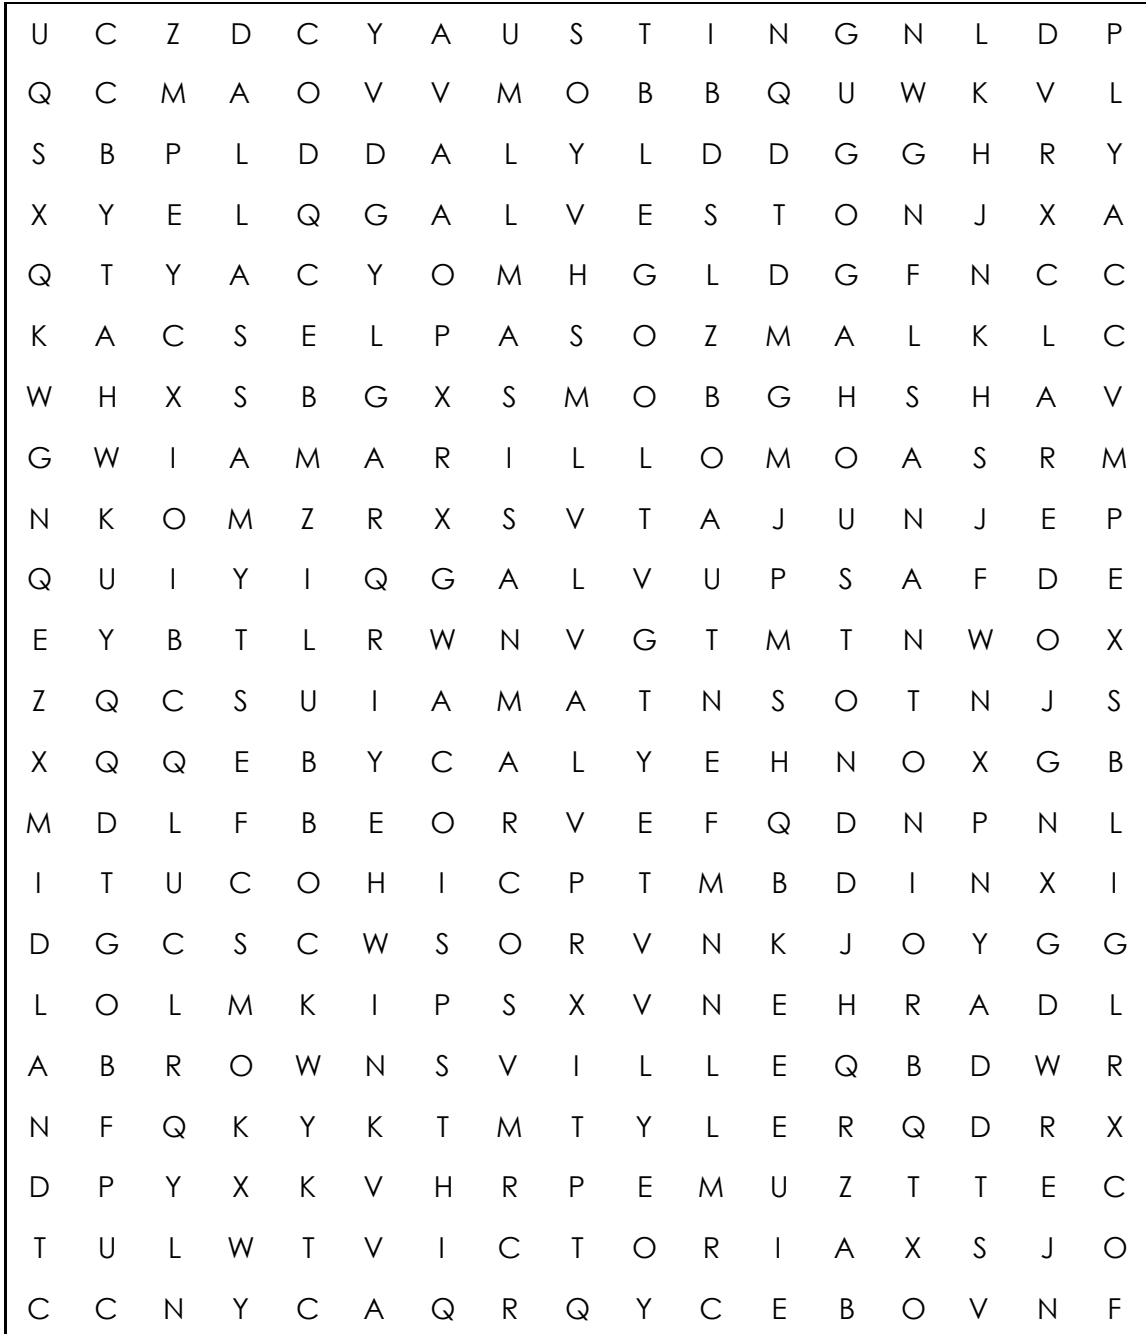 U C Z D C Y A U S T I N G N L D P
Q C M A O V V M O B B Q U W K V L
S B P L D D A L Y L D D G G H R Y
X Y E L Q G A L V E S T O N J X A
Q T Y A C Y O M H G L D G F N C C
K A C S E L P A S O Z M A L K L C
W H X S B G X S M O B G H S H A V
G W I A M A R I L L O M O A S R M
N K O M Z R X S V T A J U N J E P
Q U I Y I Q G A L V U P S A F D E
E Y B T L R W N V G T M T N W O X
Z Q C S U I A M A T N S O T N J S
X Q Q E B Y C A L Y E H N O X G B
M D L F B E O R V E F Q D N P N L
I T U C O H I C P T M B D I N X I
D G C S C W S O R V N K J O Y G G
L O L M K I P S X V N E H R A D L
A B R O W N S V I L L E Q B D W R
N F Q K Y K T M T Y L E R Q D R X
D P Y X K V H R P E M U Z T T E C
T U L W T V I C T O R I A X S J O
C C N Y C A Q R Q Y C E B O V N F